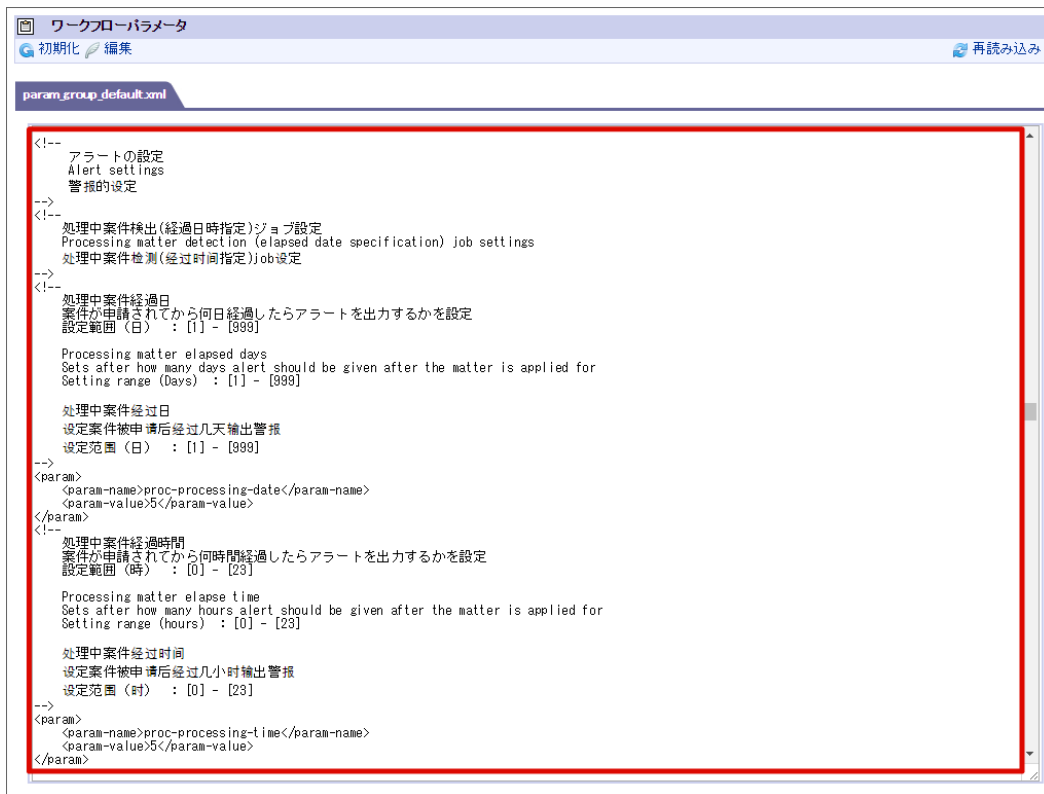 ワークフローパラメータ
初期化 編集 再読み込み
param_group_default.xml
<!--
アラートの設定
Alert settings
警报的设定
-->
<!--
処理中案件検出(経過日時指定)ジョブ設定
Processing matter detection (elapsed date specification) job settings
处理中案件检测(经过时间指定)job设定
-->
<!--
処理中案件経過日
案件が申請されてから何日経過したらアラートを出力するかを設定
設定範囲（日） : [1] - [999]
Processing matter elapsed days
Sets after how many days alert should be given after the matter is applied for
Setting range (Days) : [1] - [999]
处理中案件经过日
设定案件被申请后经过几天输出警报
设定范围（日） : [1] - [999]
-->
<param>
<param-name>proc-processing-date</param-name>
<param-value>5</param-value>
</param>
<!--
処理中案件経過時間
案件が申請されてから何時間経過したらアラートを出力するかを設定
設定範囲（時） : [0] - [23]
Processing matter elapse time
Sets after how many hours alert should be given after the matter is applied for
Setting range (hours) : [0] - [23]
处理中案件经过时间
设定案件被申请后经过几小时输出警报
设定范围（时） : [0] - [23]
-->
<param>
<param-name>proc-processing-time</param-name>
<param-value>5</param-value>
</param>